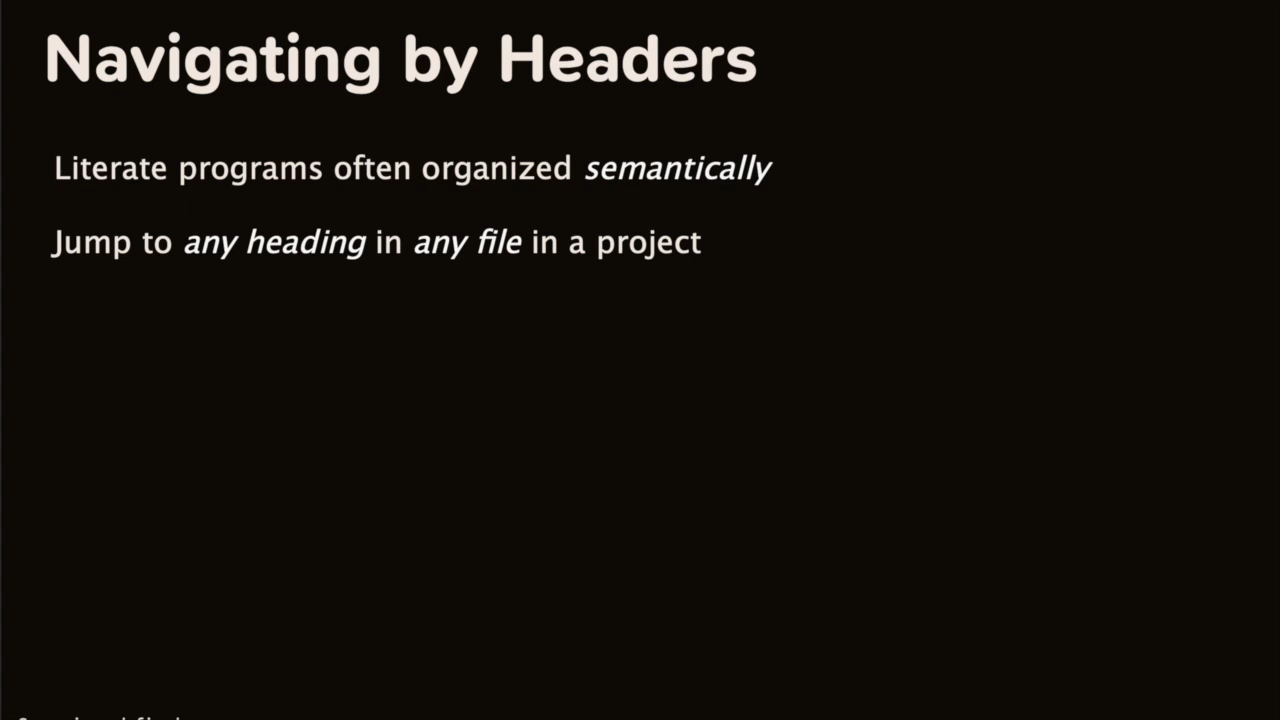 Navigating by Headers
Literate programs often organized semantically
Jump to any heading in any file in a project